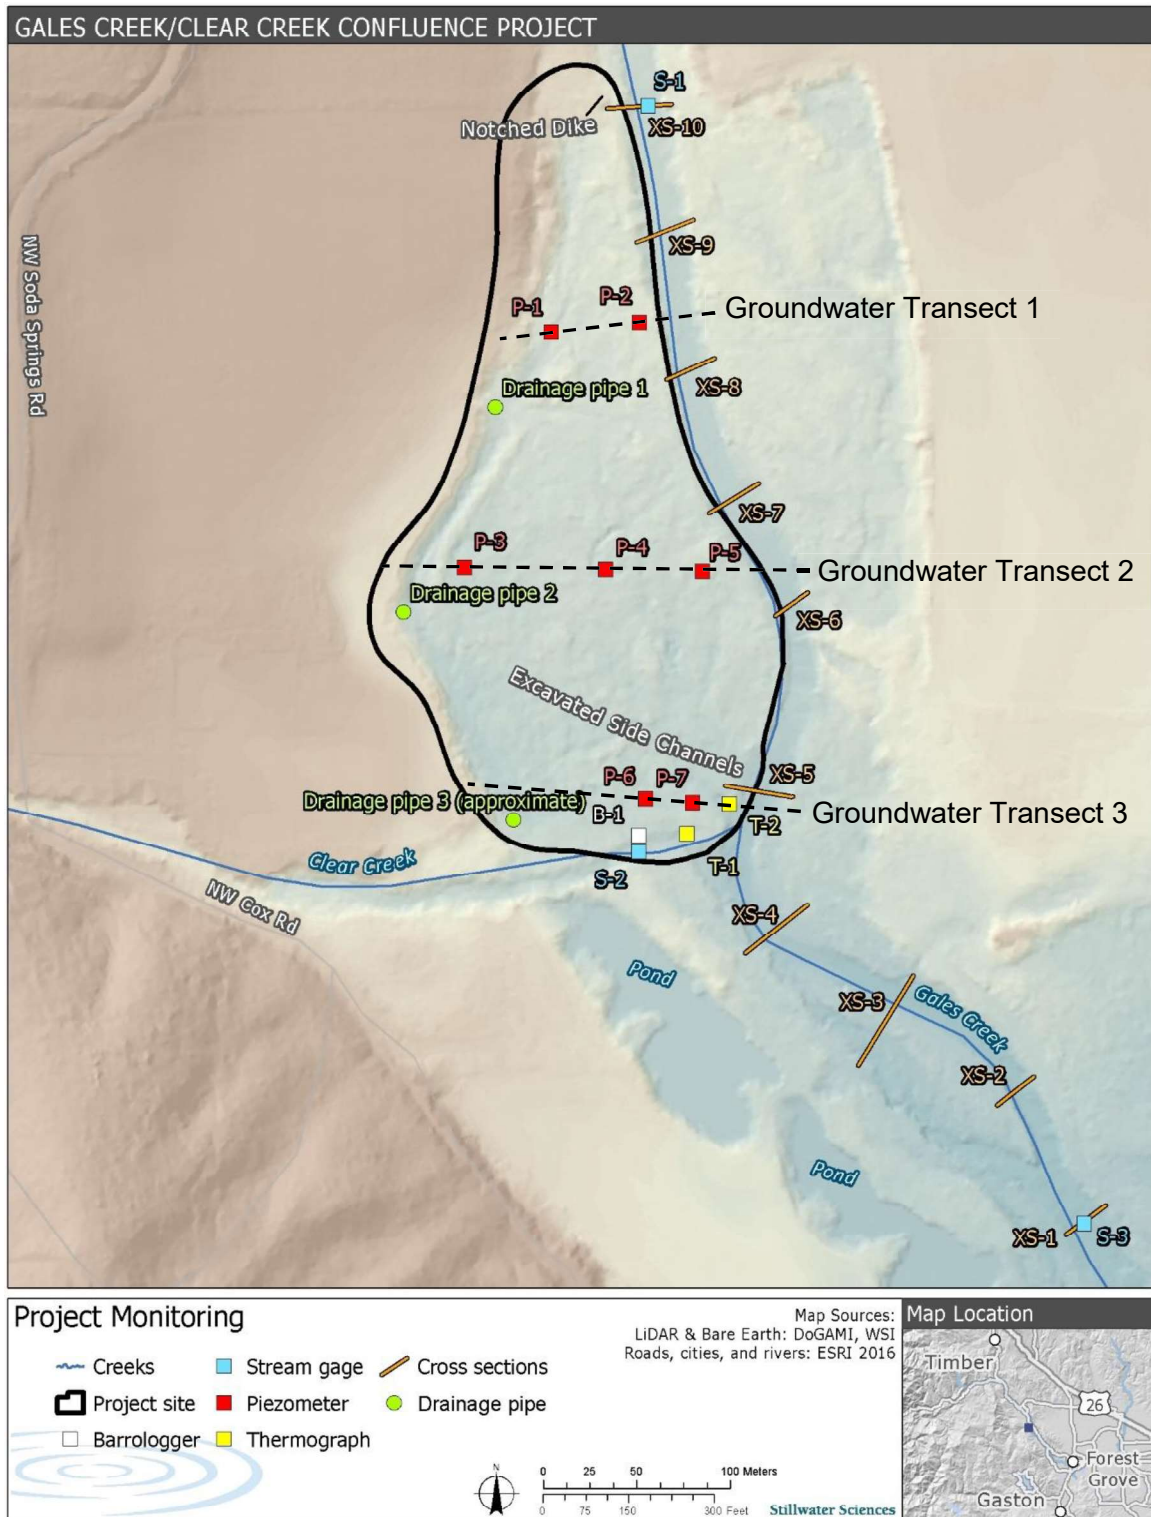 GALES CREEK/CLEAR CREEK CONFLUENCE PROJECT
S-1
Notched Dike
XS-10
NW Soda Springs Rd
XS-9
P-1
P-2
Groundwater Transect 1
XS-8
Drainage pipe 1
XS-7
P-3
P-4
P-5
Groundwater Transect 2
Drainage pipe 2
XS-6
Excavated Side Channels
P-6
P-7
XS-5
Drainage pipe 3 (approximate)
B-1
Groundwater Transect 3
T-2
Clear Creek
S-2
T-1
NW Cox Rd
XS-4
Pond
XS-3
Gales Creek
XS-2
Pond
XS-1
S-3
Project Monitoring
Creeks
Stream gage
Cross sections
Project site
Piezometer
Drainage pipe
Barrologger
Thermograph
Map Sources:
LiDAR & Bare Earth: DoGAMI, WSI
Roads, cities, and rivers: ESRI 2016
N
0 25 50 100 Meters
0 75 150 300 Feet
Stillwater Sciences
Map Location
Timber
26
Forest
Grove
Gaston